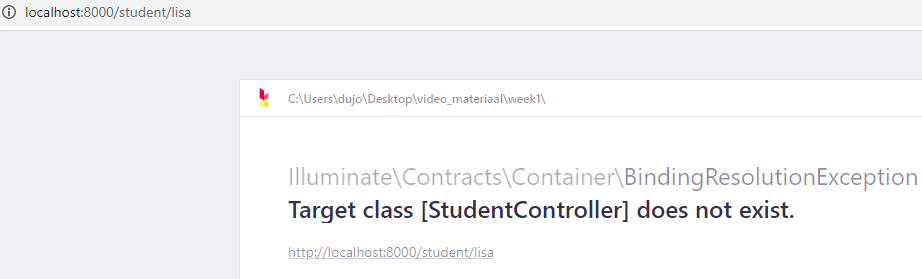 localhost:8000/student/lisa
C:\Users\dujo\Desktop\video_materiaal\week1\
Illuminate\Contracts\Container\BindingResolutionException
Target class [StudentController] does not exist.
http://localhost:8000/student/lisa